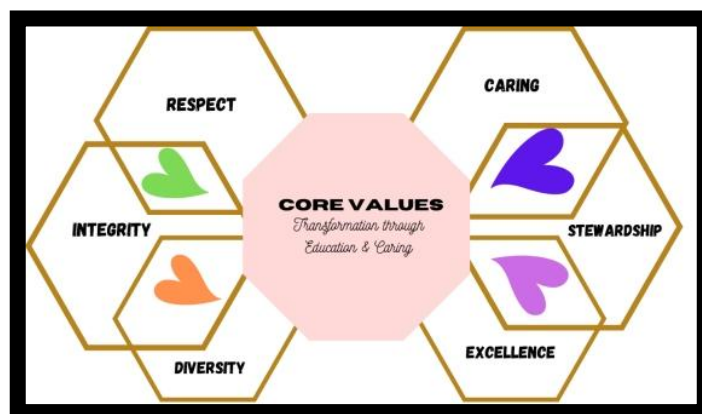 RESPECT
CARING
CORE VALUES
Transformation through
Education & Caring
INTEGRITY
STEWARDSHIP
DIVERSITY
EXCELLENCE